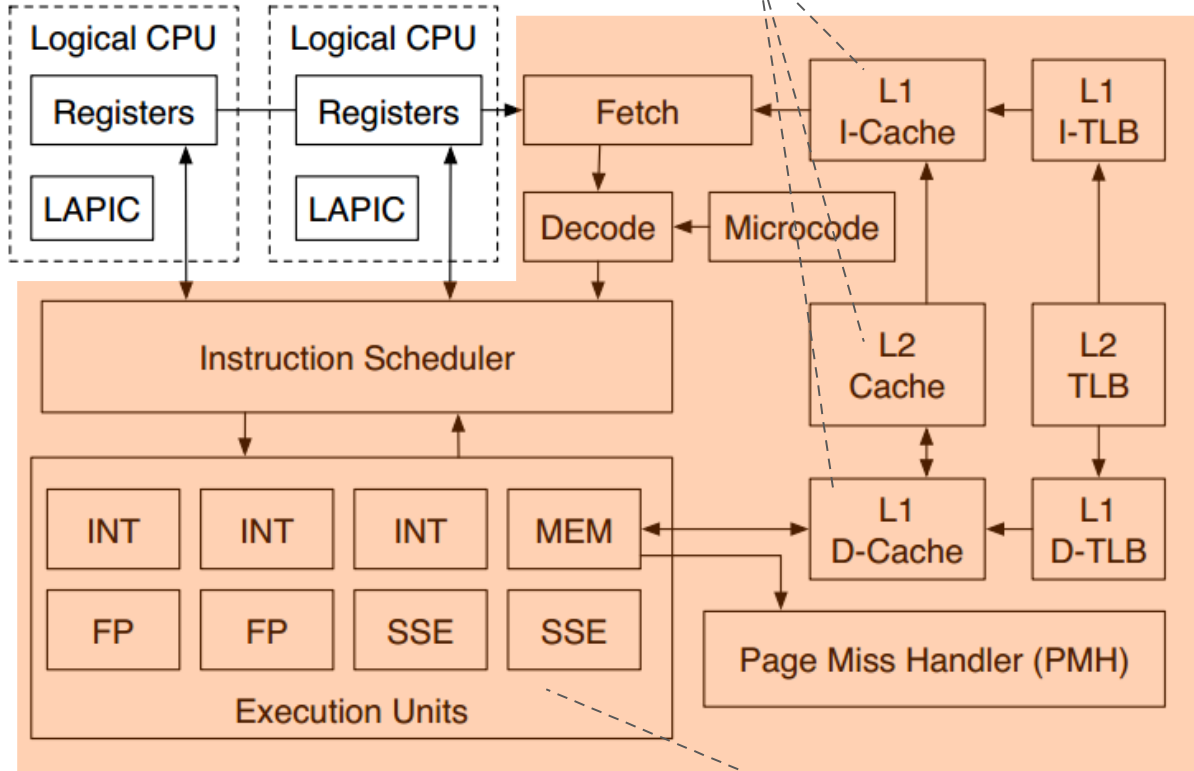 Logical CPU
Logical CPU
Registers
Registers
LAPIC
LAPIC
Fetch
L1
I-Cache
L1
I-TLB
Decode
Microcode
Instruction Scheduler
L2
Cache
L2
TLB
INT
INT
INT
MEM
FP
FP
SSE
SSE
Execution Units
L1
D-Cache
L1
D-TLB
Page Miss Handler (PMH)